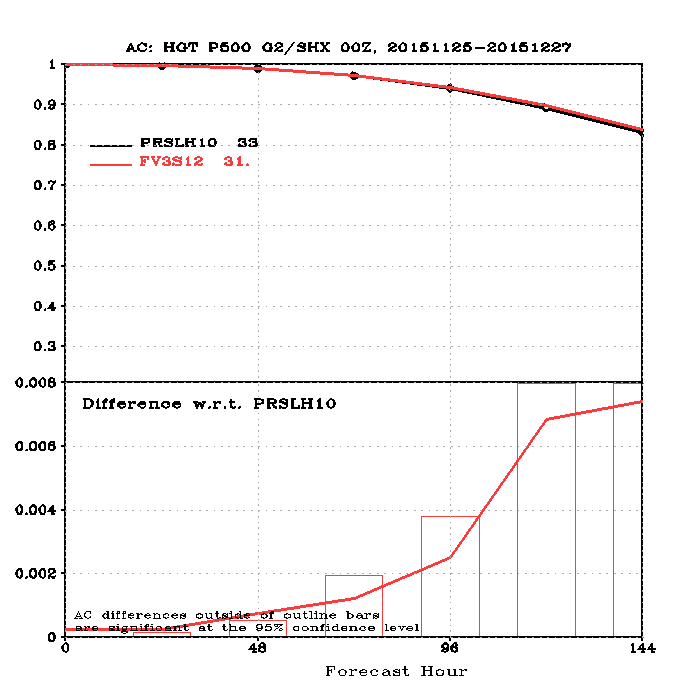 AC: HGT P500 G2/SHX 00Z, 20151125-20151227
1
0.9
0.8
0.7
0.6
0.5
0.4
0.3
PRSLH10 33
FV3S12 31.
0.008
0.006
0.004
0.002
0
Difference w.r.t. PRSLH10
AC differences outside of outline bars
are significant at the 95% confidence level
0 48 96 144
Forecast Hour